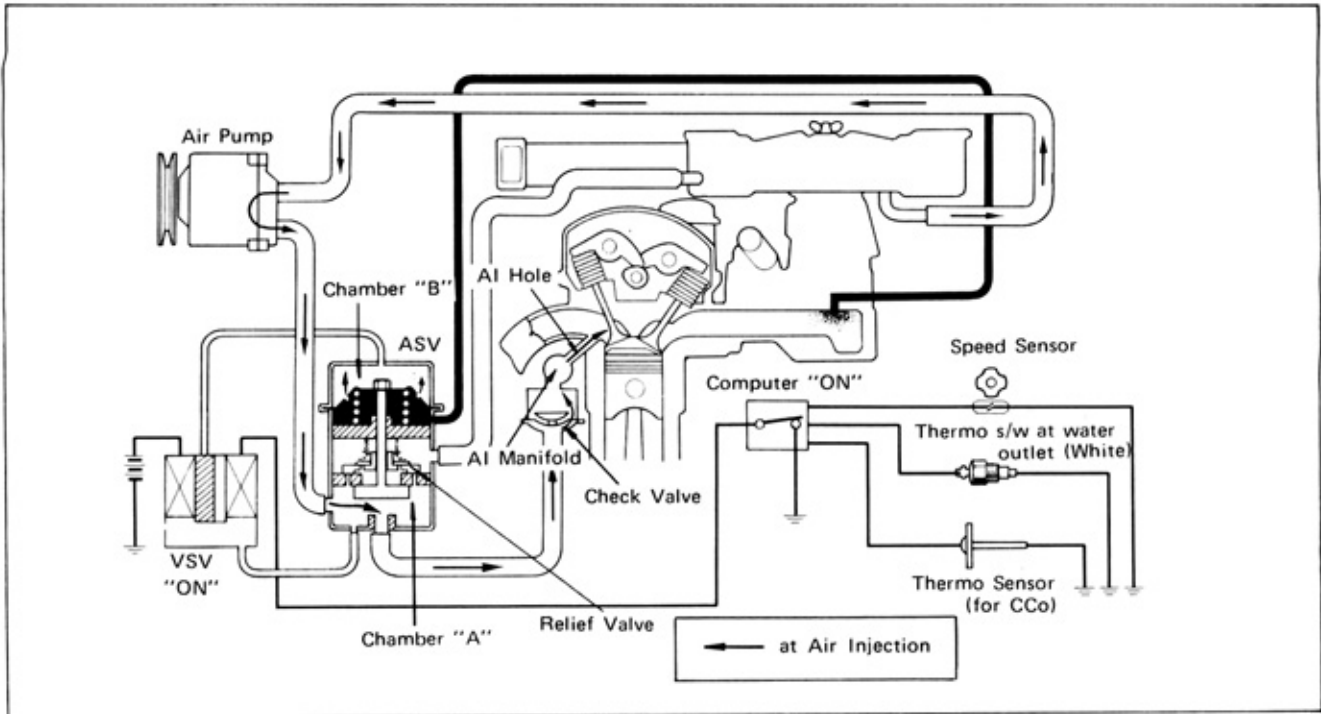 Air Pump
AI Hole
Chamber "B"
ASV
Speed Sensor
Computer "ON"
Thermo s/w at water
outlet (White)
AI Manifold
Check Valve
VSV
"ON"
Thermo Sensor
(for CCo)
Relief Valve
Chamber "A"
at Air Injection